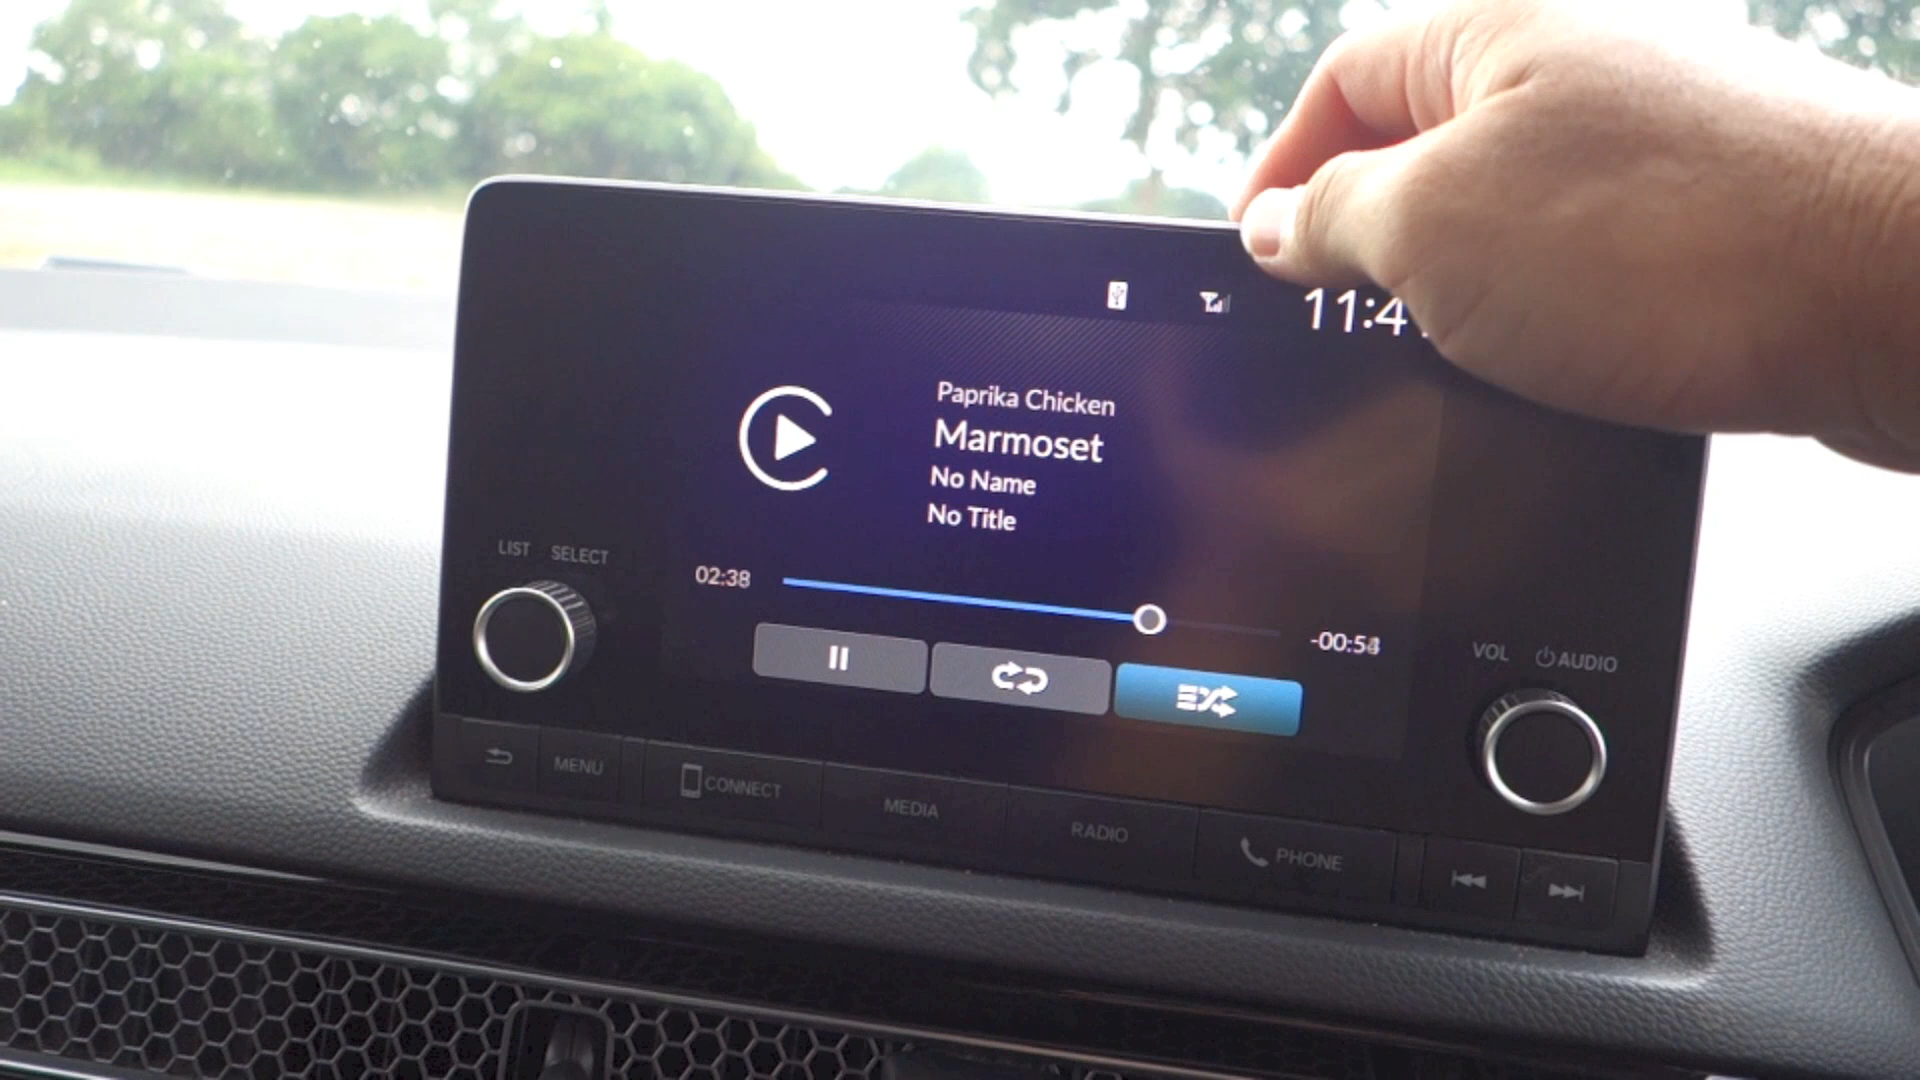 11:4
Paprika Chicken
Marmoset
No Name
No Title
LIST SELECT
02:38
VOL AUDIO
MENU
CONNECT
MEDIA
RADIO
PHONE